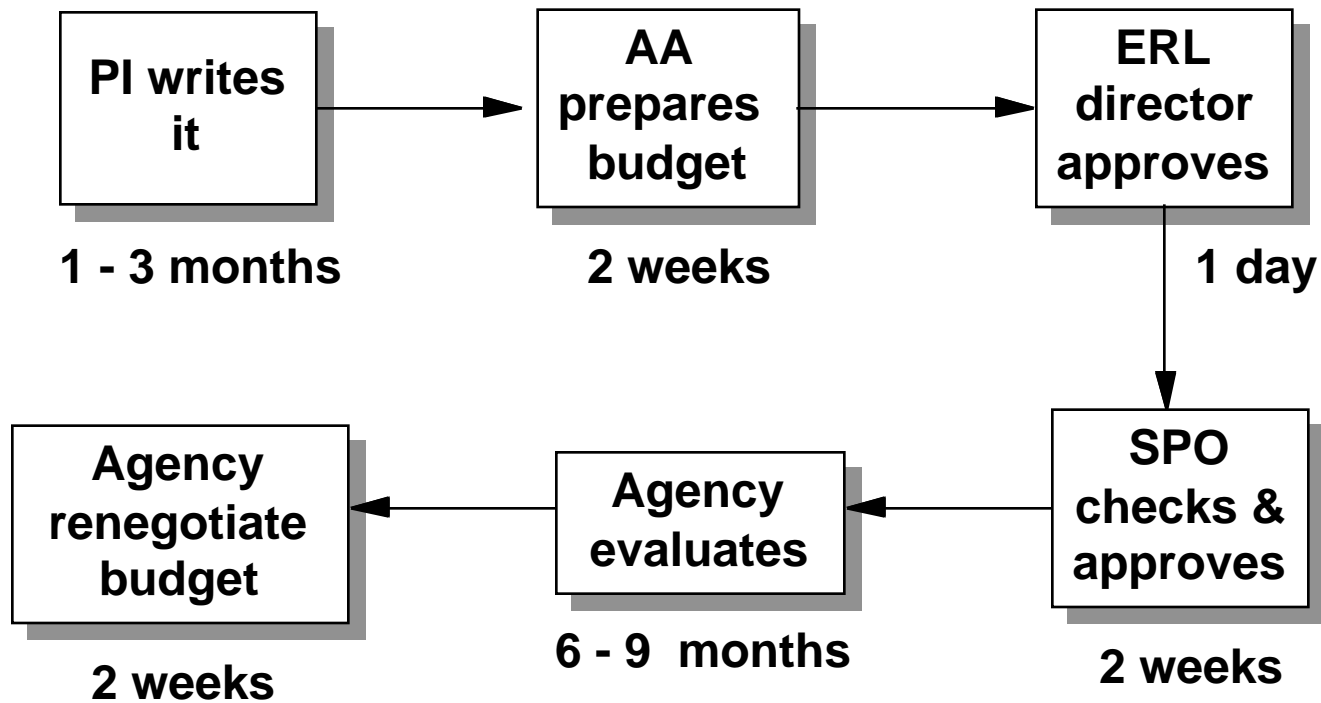 PI writes
it
1 - 3 months
AA
prepares
budget
2 weeks
ERL
director
approves
1 day
SPO
checks &
approves
2 weeks
Agency
evaluates
6 - 9 months
Agency
renegotiate
budget
2 weeks